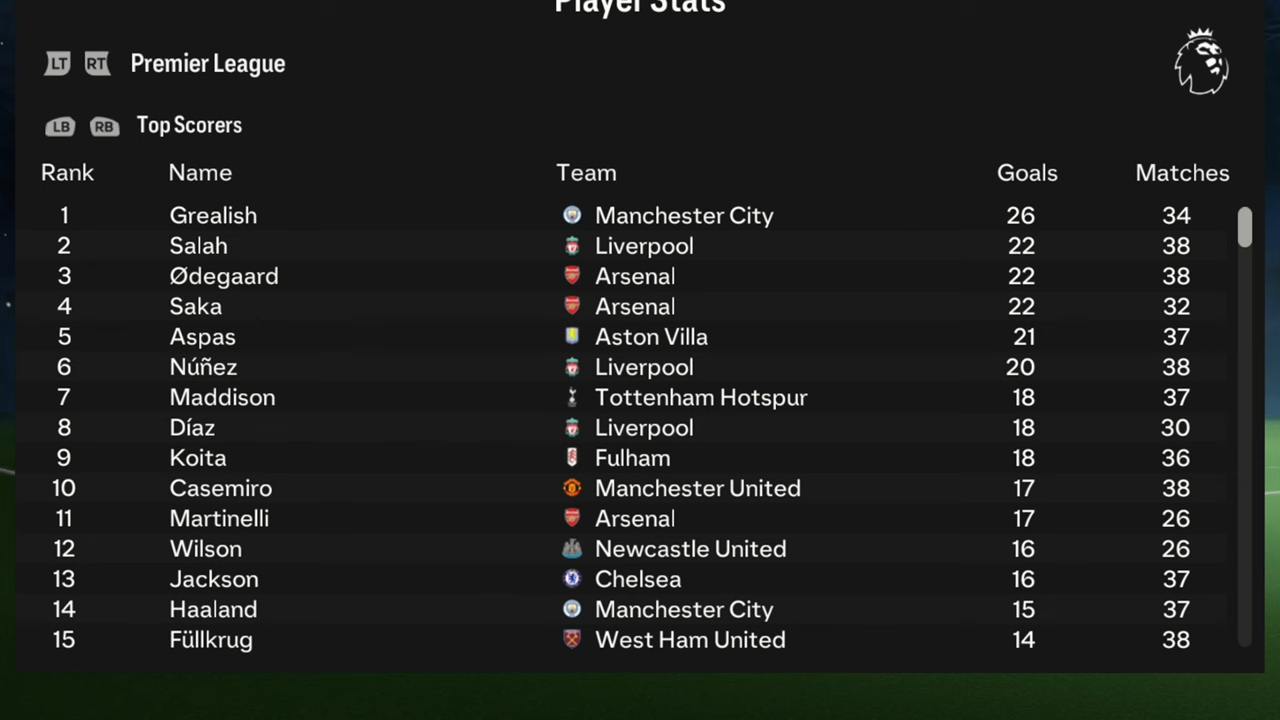 Player Stats
LT RT Premier League
LB RB Top Scorers
Rank Name Team Goals Matches
1 Grealish Manchester City 26 34
2 Salah Liverpool 22 38
3 Ødegaard Arsenal 22 38
4 Saka Arsenal 22 32
5 Aspas Aston Villa 21 37
6 Núñez Liverpool 20 38
7 Maddison Tottenham Hotspur 18 37
8 Díaz Liverpool 18 30
9 Koita Fulham 18 36
10 Casemiro Manchester United 17 38
11 Martinelli Arsenal 17 26
12 Wilson Newcastle United 16 26
13 Jackson Chelsea 16 37
14 Haaland Manchester City 15 37
15 Füllkrug West Ham United 14 38